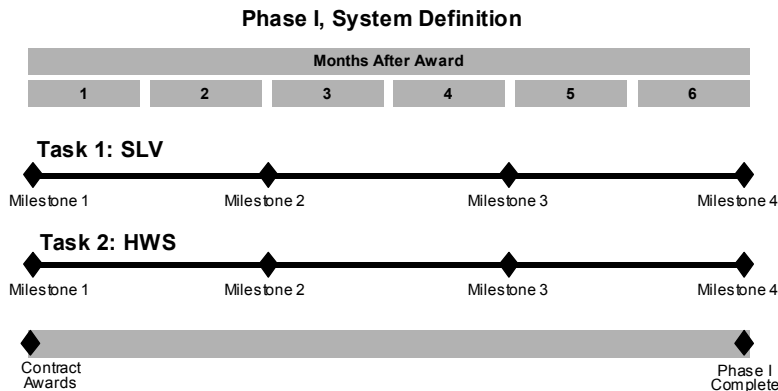 Phase I, System Definition
Months After Award
1 2 3 4 5 6
Task 1: SLV
Milestone 1 Milestone 2 Milestone 3 Milestone 4
Task 2: HWS
Milestone 1 Milestone 2 Milestone 3 Milestone 4
Contract
Awards
Phase I
Complete